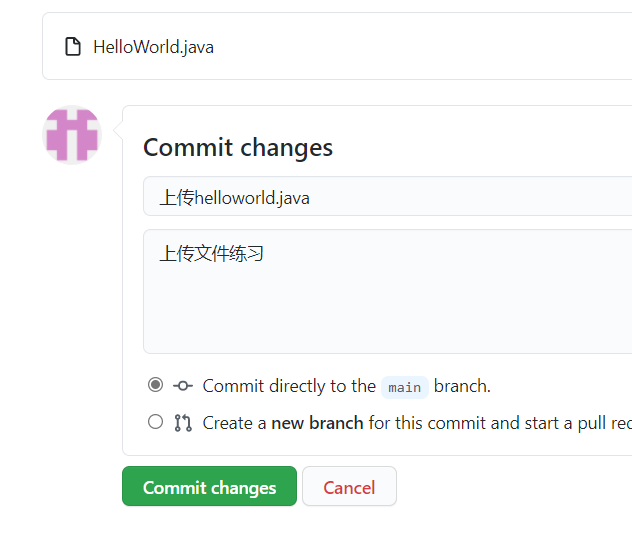 HelloWorld.java
Commit changes
上传helloworld.java
上传文件练习
Commit directly to the main branch.
Create a new branch for this commit and start a pull
Commit changes
Cancel